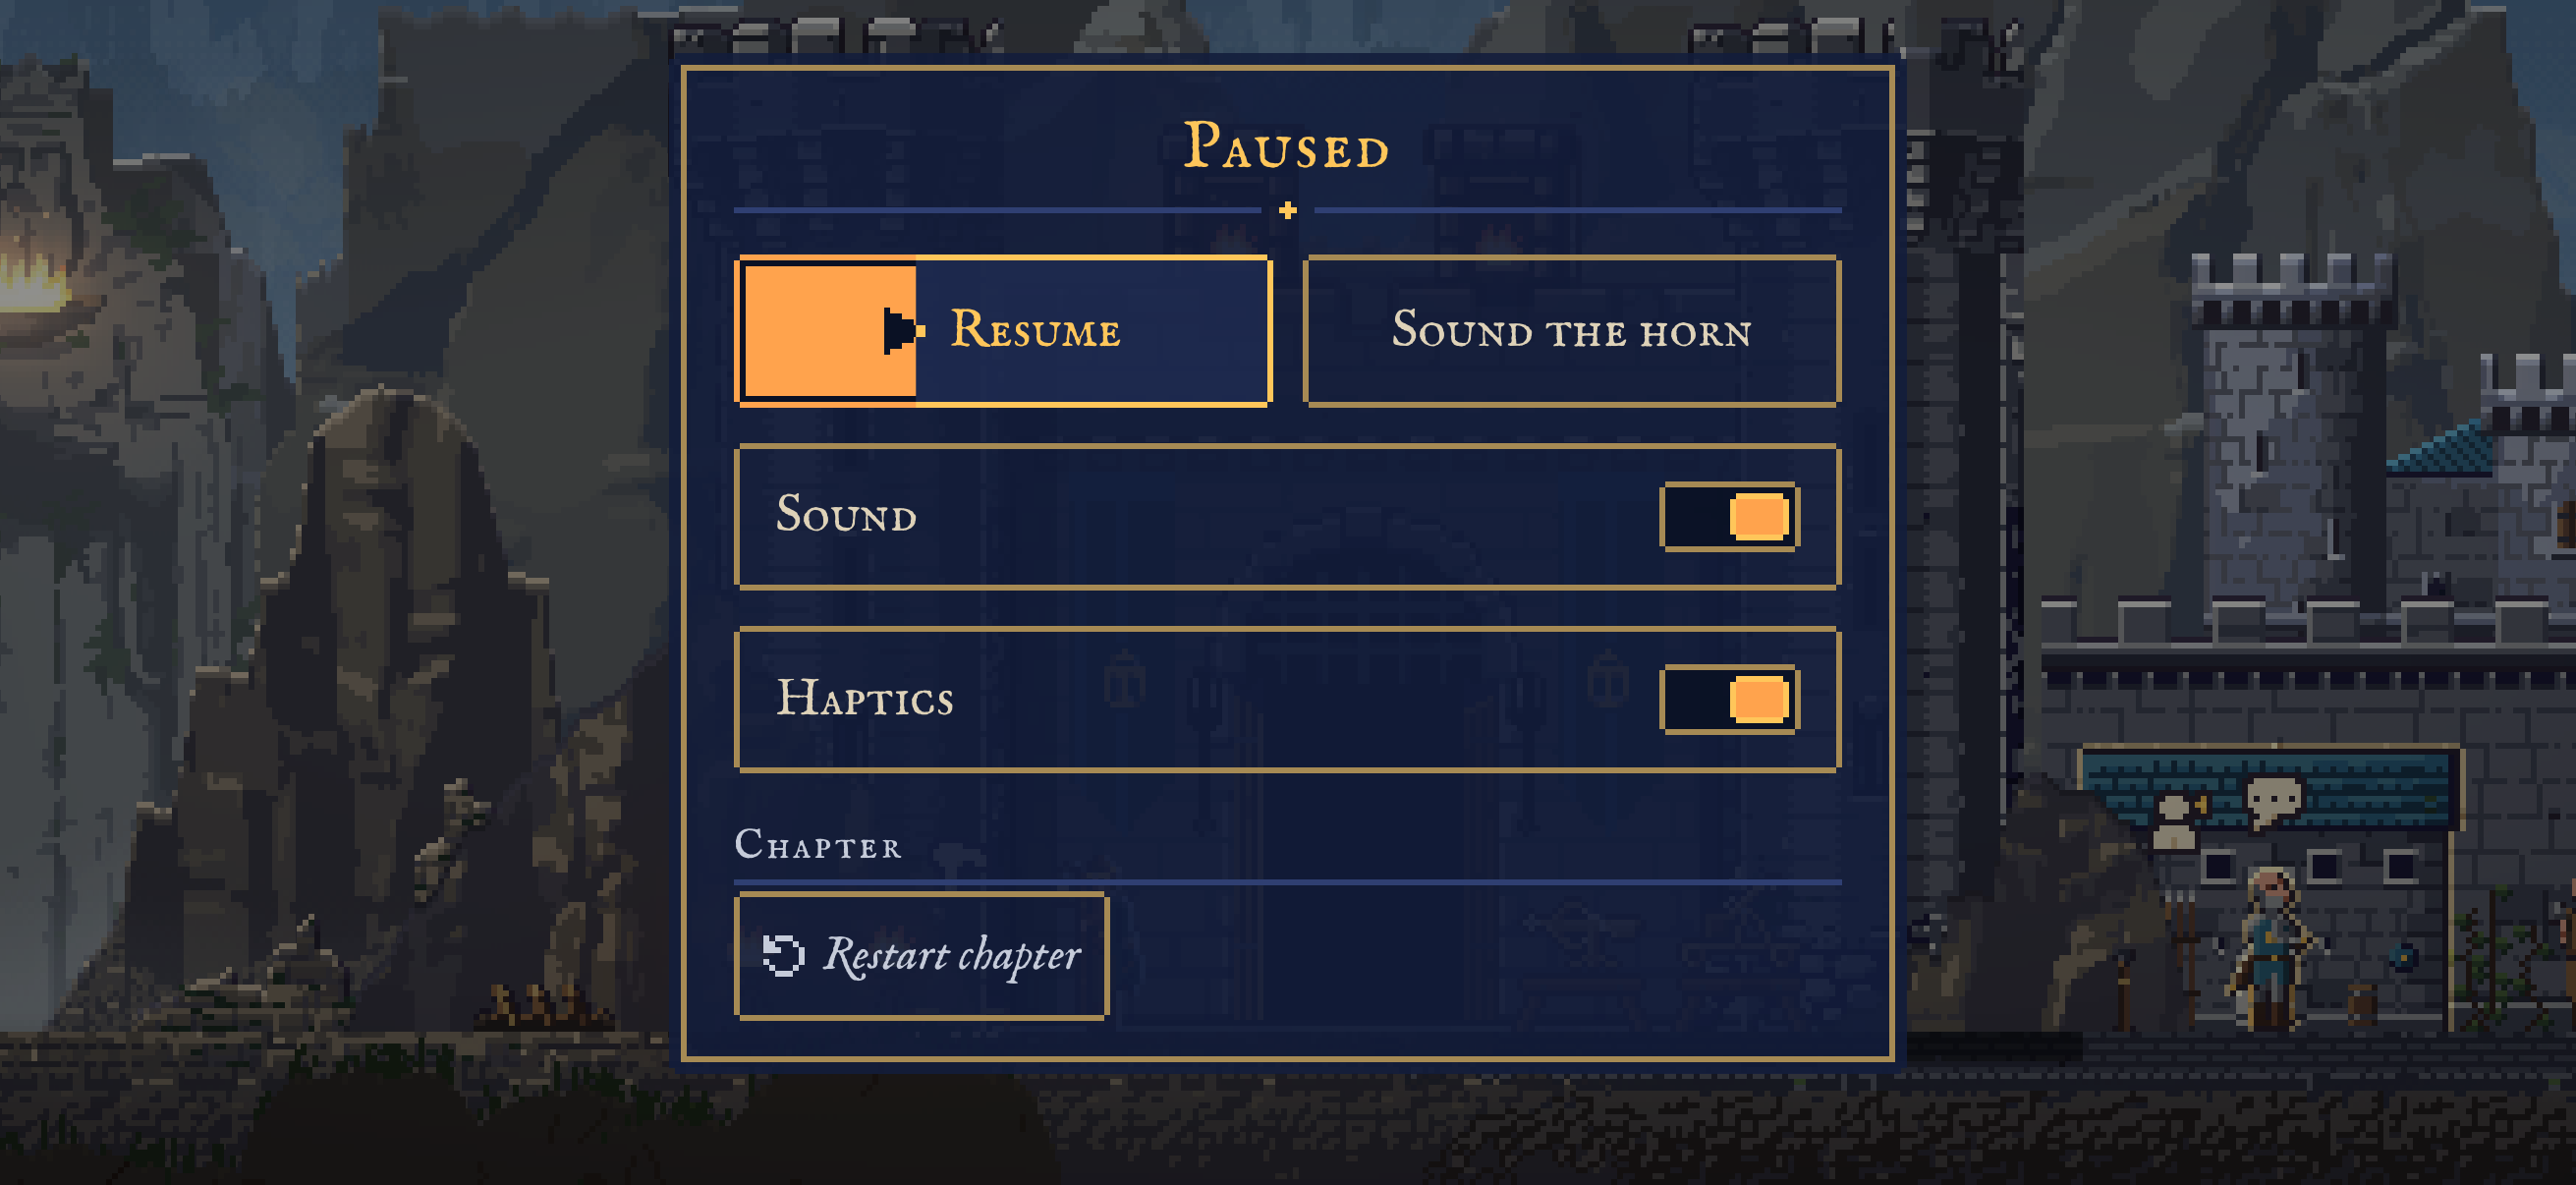 Paused
Resume
Sound the horn
Sound
Haptics
Chapter
Restart chapter